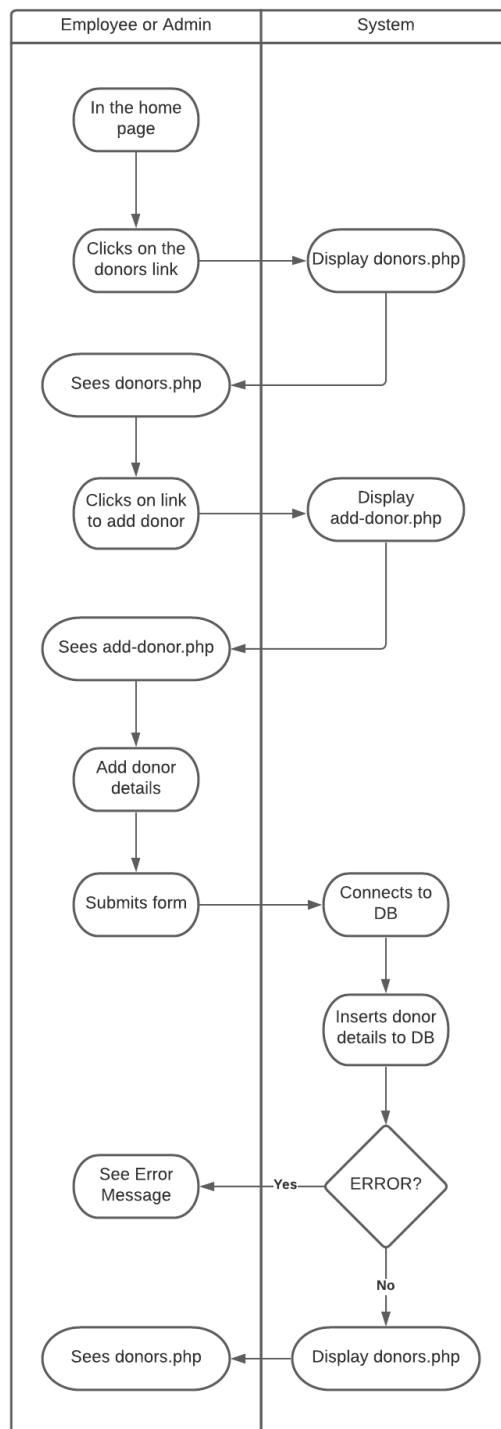 Employee or Admin
System
In the home
page
Clicks on the
donors link
Display donors.php
Sees donors.php
Clicks on link
to add donor
Display
add-donor.php
Sees add-donor.php
Add donor
details
Submits form
Connects to
DB
Inserts donor
details to DB
ERROR?
Yes
See Error
Message
No
Display donors.php
Sees donors.php